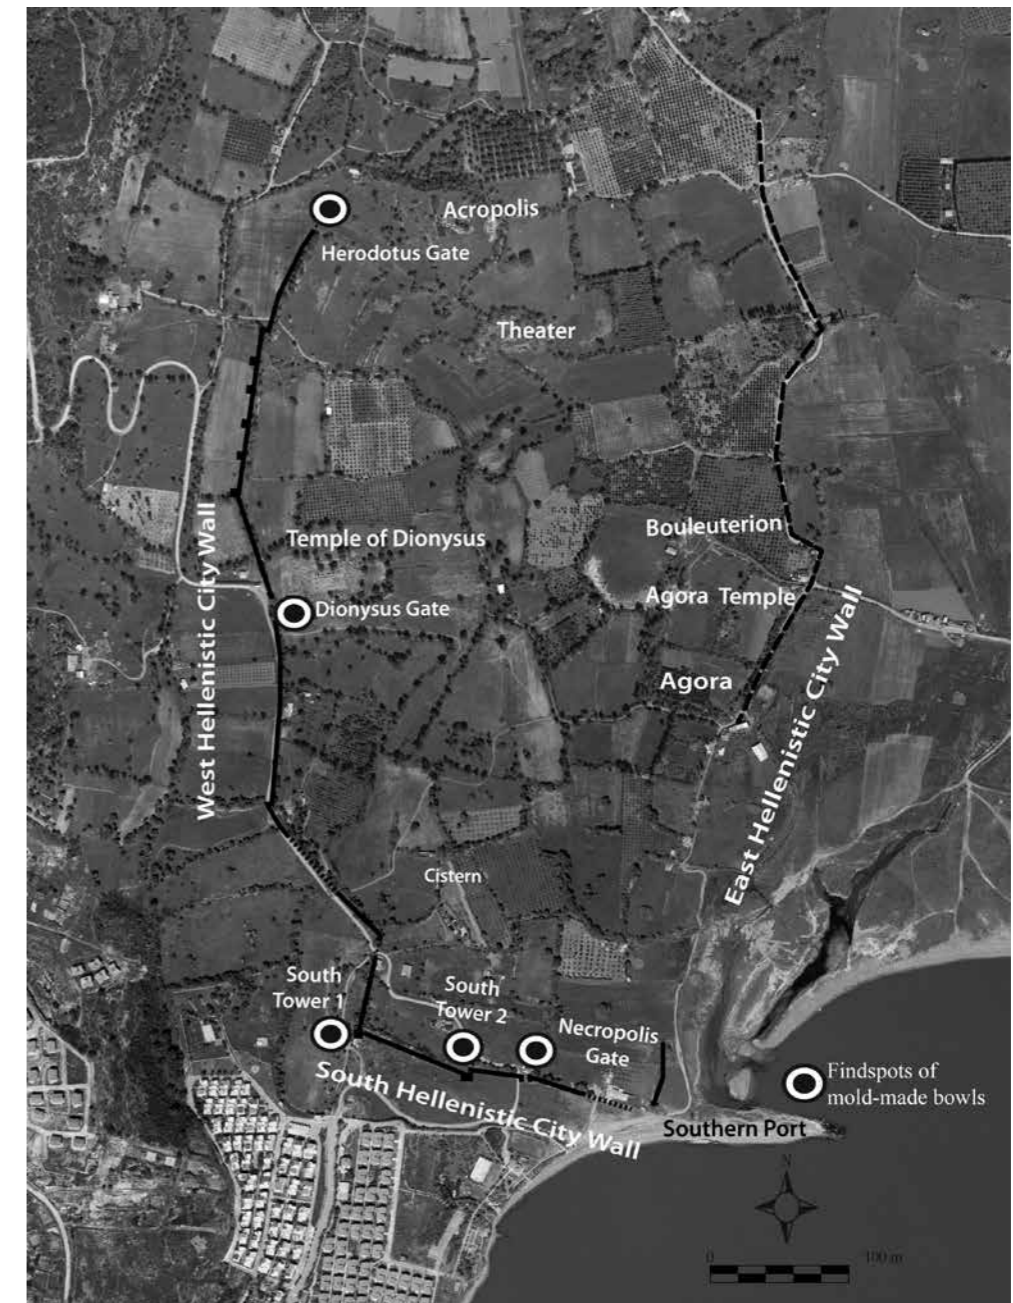 Acropolis
Herodotus Gate
Theater
West Hellenistic City Wall
Temple of Dionysus
Bouleuterion
Dionysus Gate
Agora Temple
Agora
East Hellenistic City Wall
Cistern
South
Tower 1
South
Tower 2
Necropolis
Gate
South Hellenistic City Wall
Southern Port
Findspots of
mold-made bowls
N
0 100 m